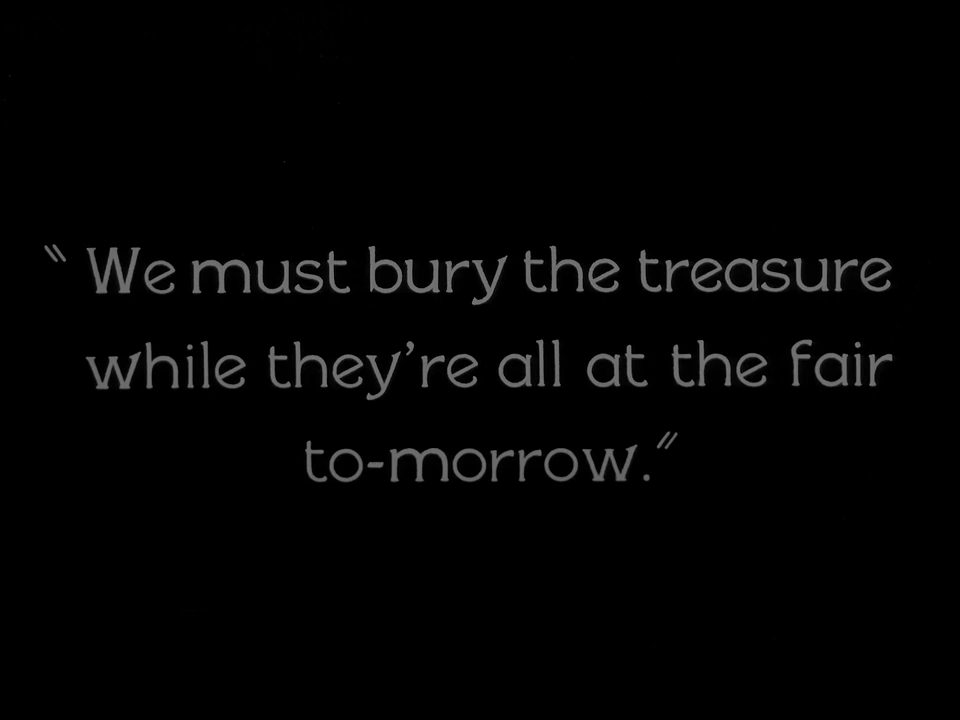 "We must bury the treasure
while they're all at the fair
to-morrow."